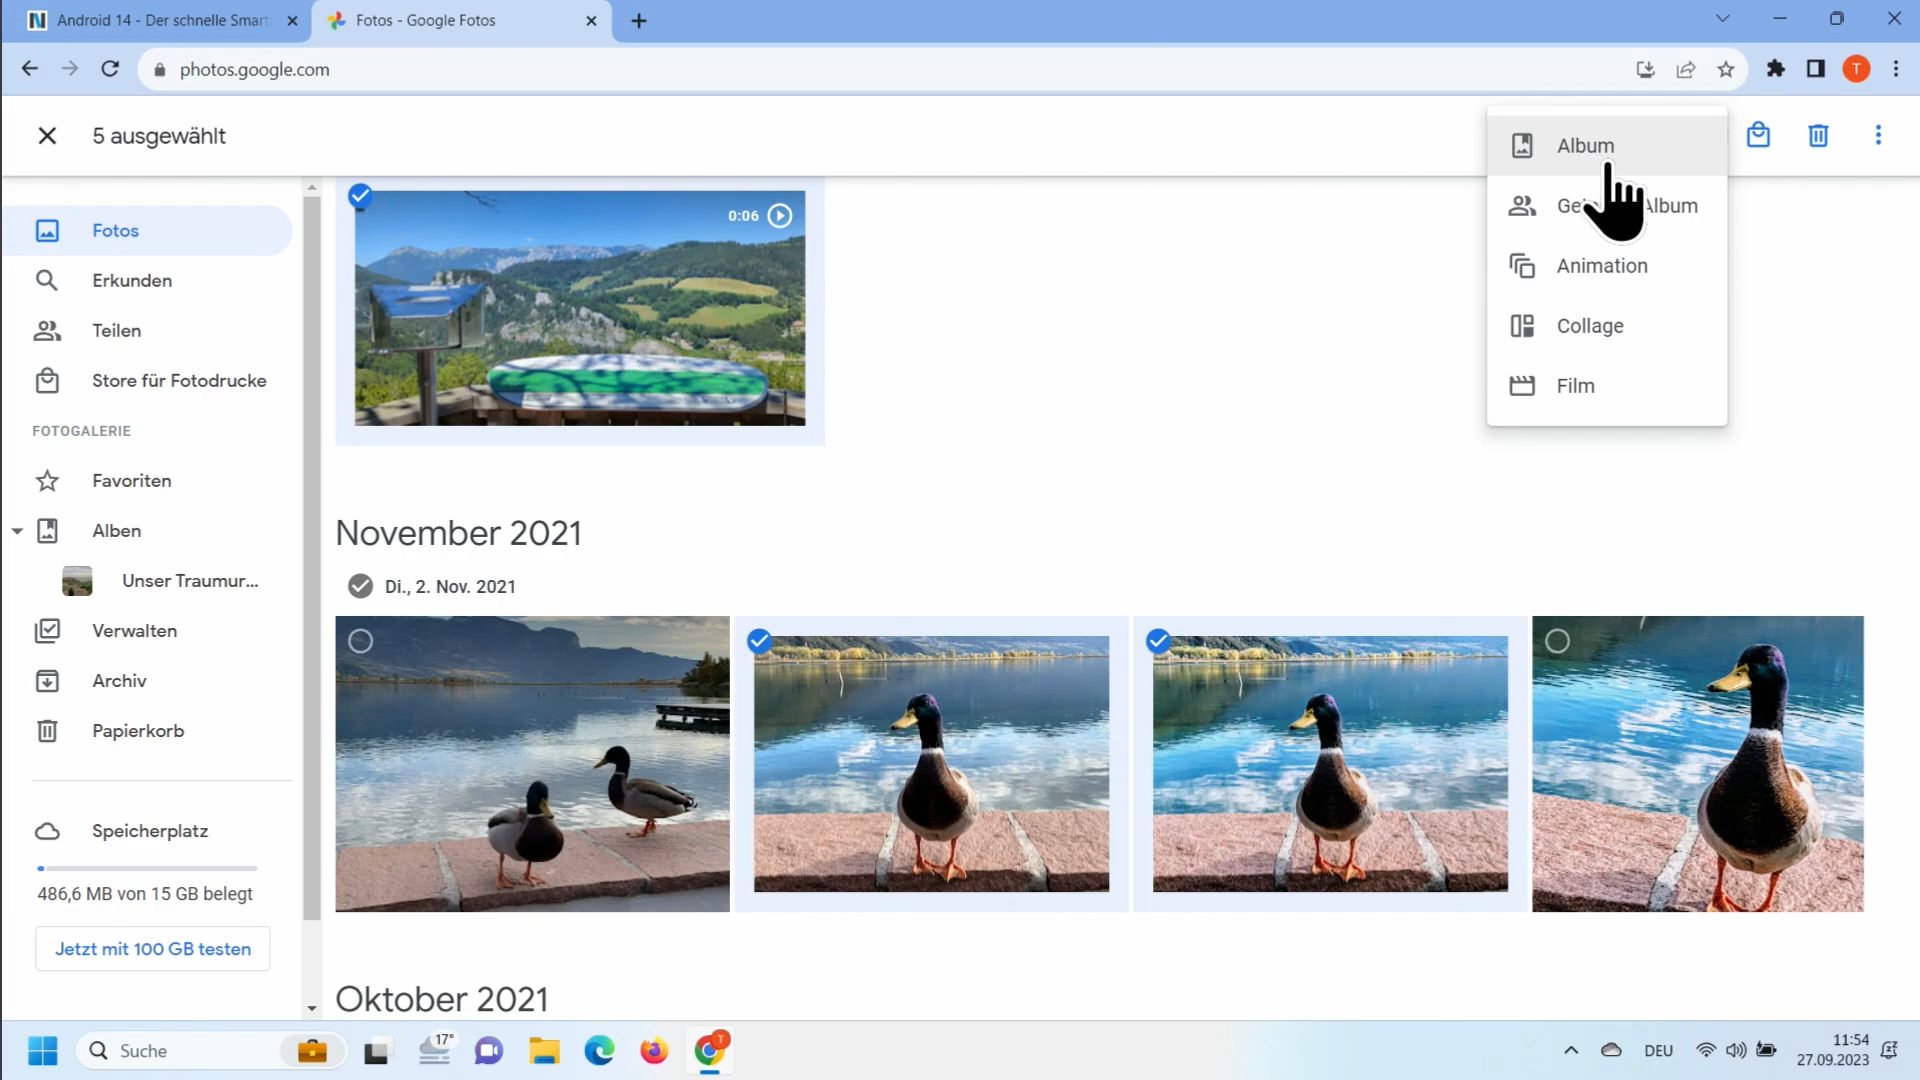 Android 14 - Der schnelle Smart
Fotos - Google Fotos
photos.google.com
T
5 ausgewählt
Album
Album
Animation
Collage
Film
Fotos
Erkunden
Teilen
Store für Fotodrucke
FOTOGALERIE
Favoriten
Alben
Unser Traumur...
Verwalten
Archiv
Papierkorb
Speicherplatz
486,6 MB von 15 GB belegt
Jetzt mit 100 GB testen
0:06
November 2021
Di., 2. Nov. 2021
Oktober 2021
Suche
17°
T
DEU
11:54
27.09.2023